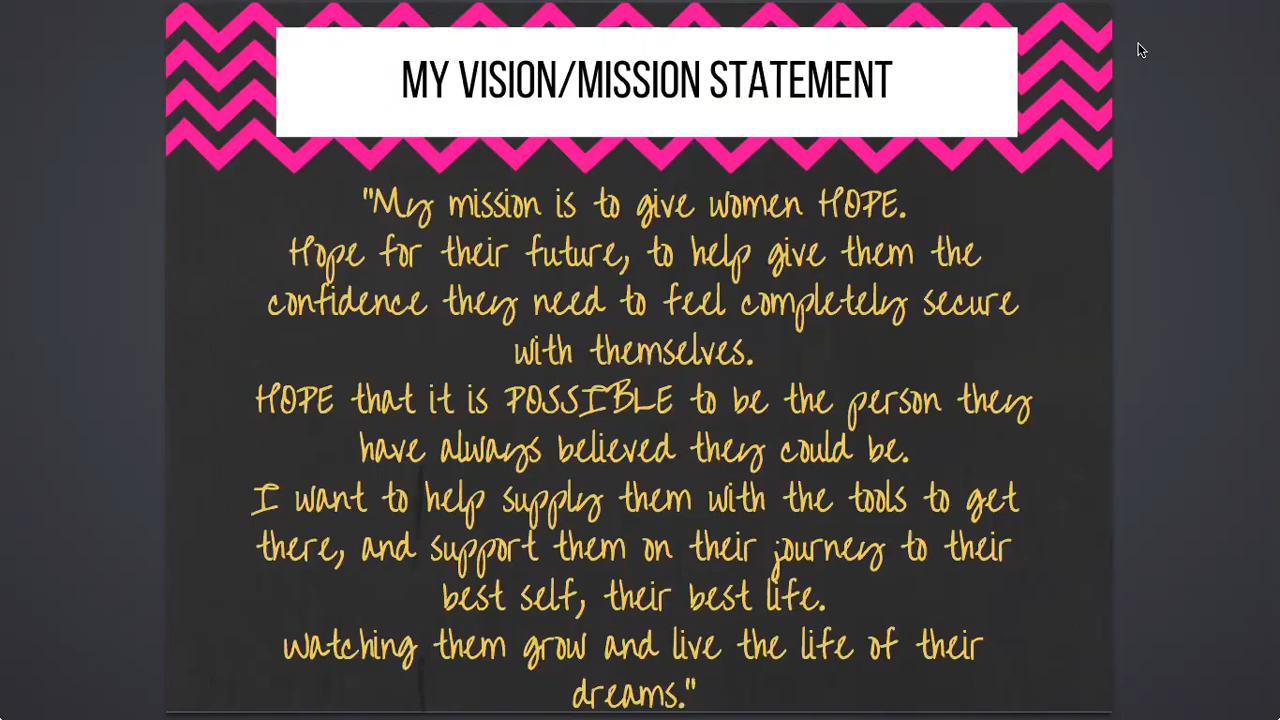 MY VISION/MISSION STATEMENT
"My mission is to give women HOPE.
Hope for their future, to help give them the
confidence they need to feel completely secure
with themselves.
HOPE that it is POSSIBLE to be the person they
have always believed they could be.
I want to help supply them with the tools to get
there, and support them on their journey to their
best self, their best life.
Watching them grow and live the life of their
dreams."